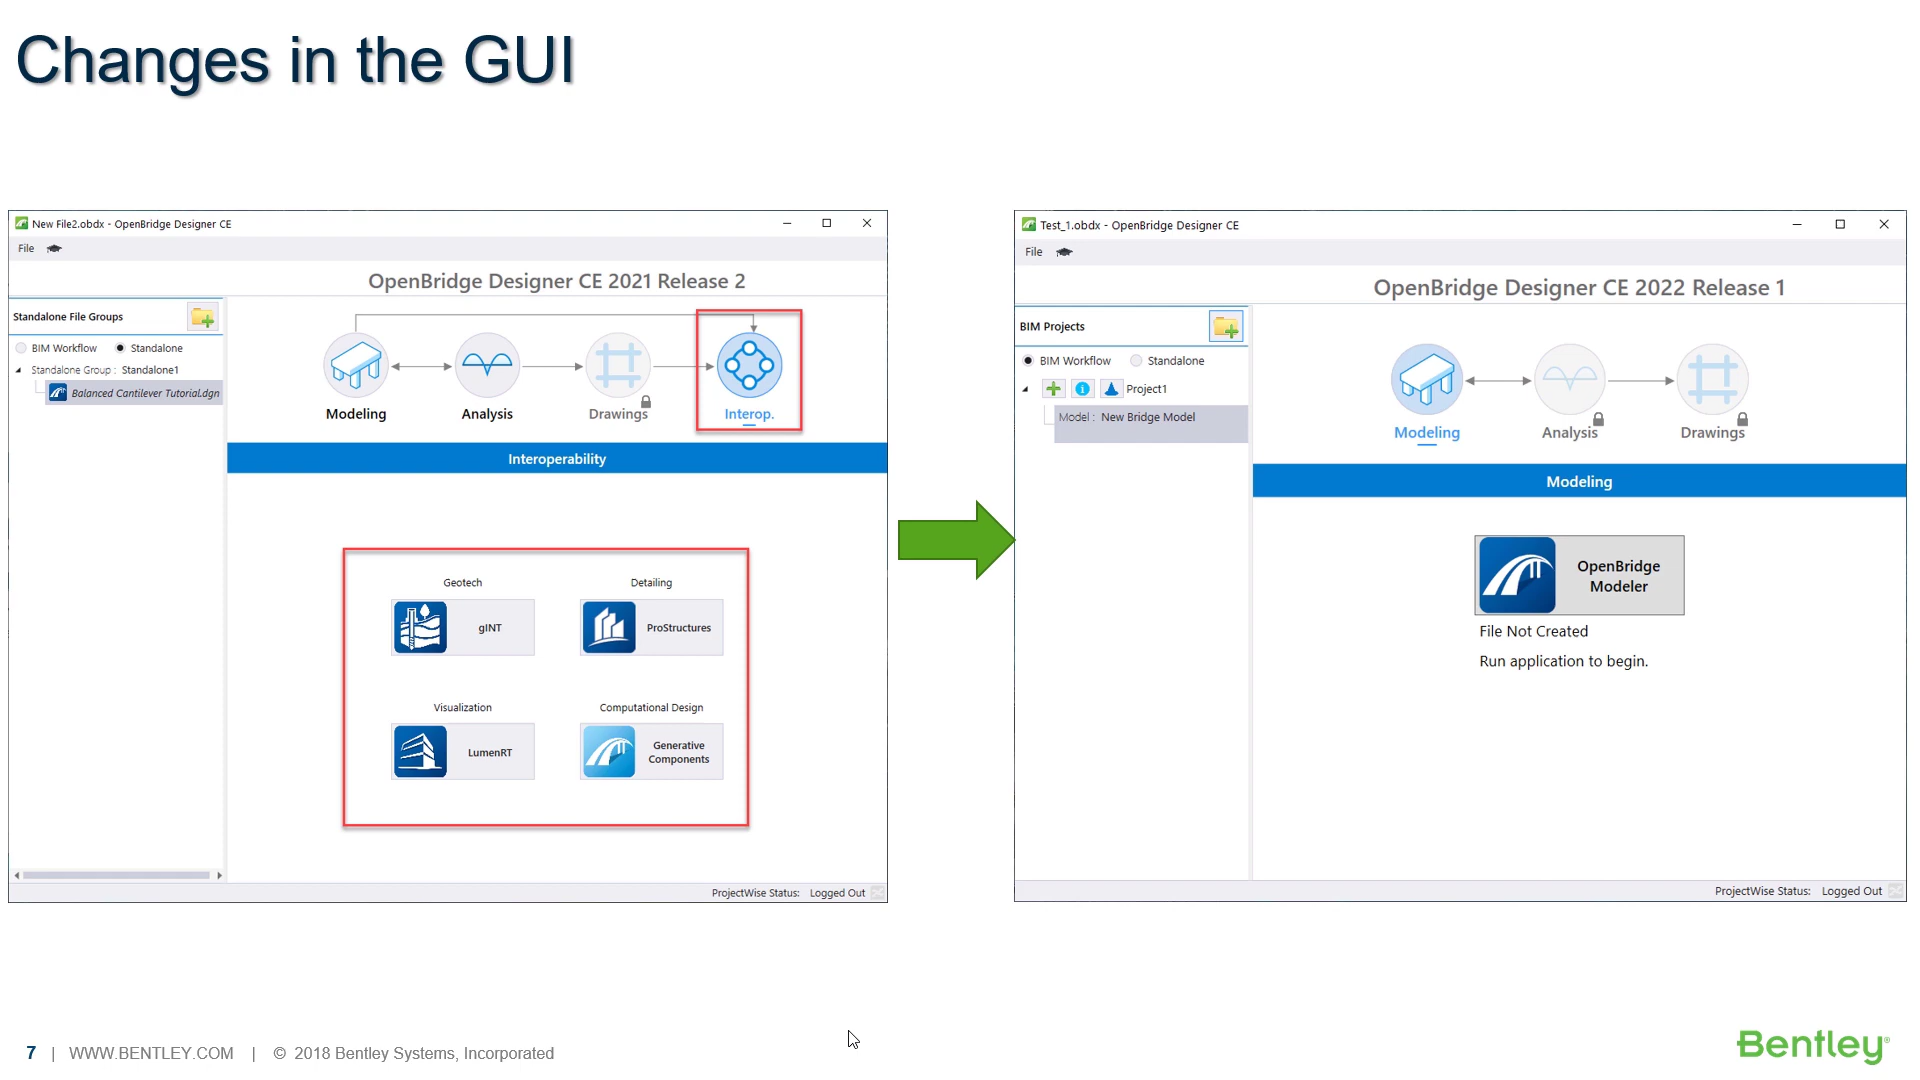 Changes in the GUI
New File2.obdx - OpenBridge Designer CE
File
OpenBridge Designer CE 2021 Release 2
Standalone File Groups
BIM Workflow Standalone
Standalone Group : Standalone1
Balanced Cantilever Tutorial.dgn
Modeling Analysis Drawings Interop.
Interoperability
Geotech Detailing
gINT ProStructures
Visualization Computational Design
LumenRT Generative
Components
ProjectWise Status: Logged Out
Test_1.obdx - OpenBridge Designer CE
File
OpenBridge Designer CE 2022 Release 1
BIM Projects
BIM Workflow Standalone
Project1
Model : New Bridge Model
Modeling Analysis Drawings
Modeling
OpenBridge
Modeler
File Not Created
Run application to begin.
ProjectWise Status: Logged Out
7 | WWW.BENTLEY.COM | © 2018 Bentley Systems, Incorporated
Bentley®